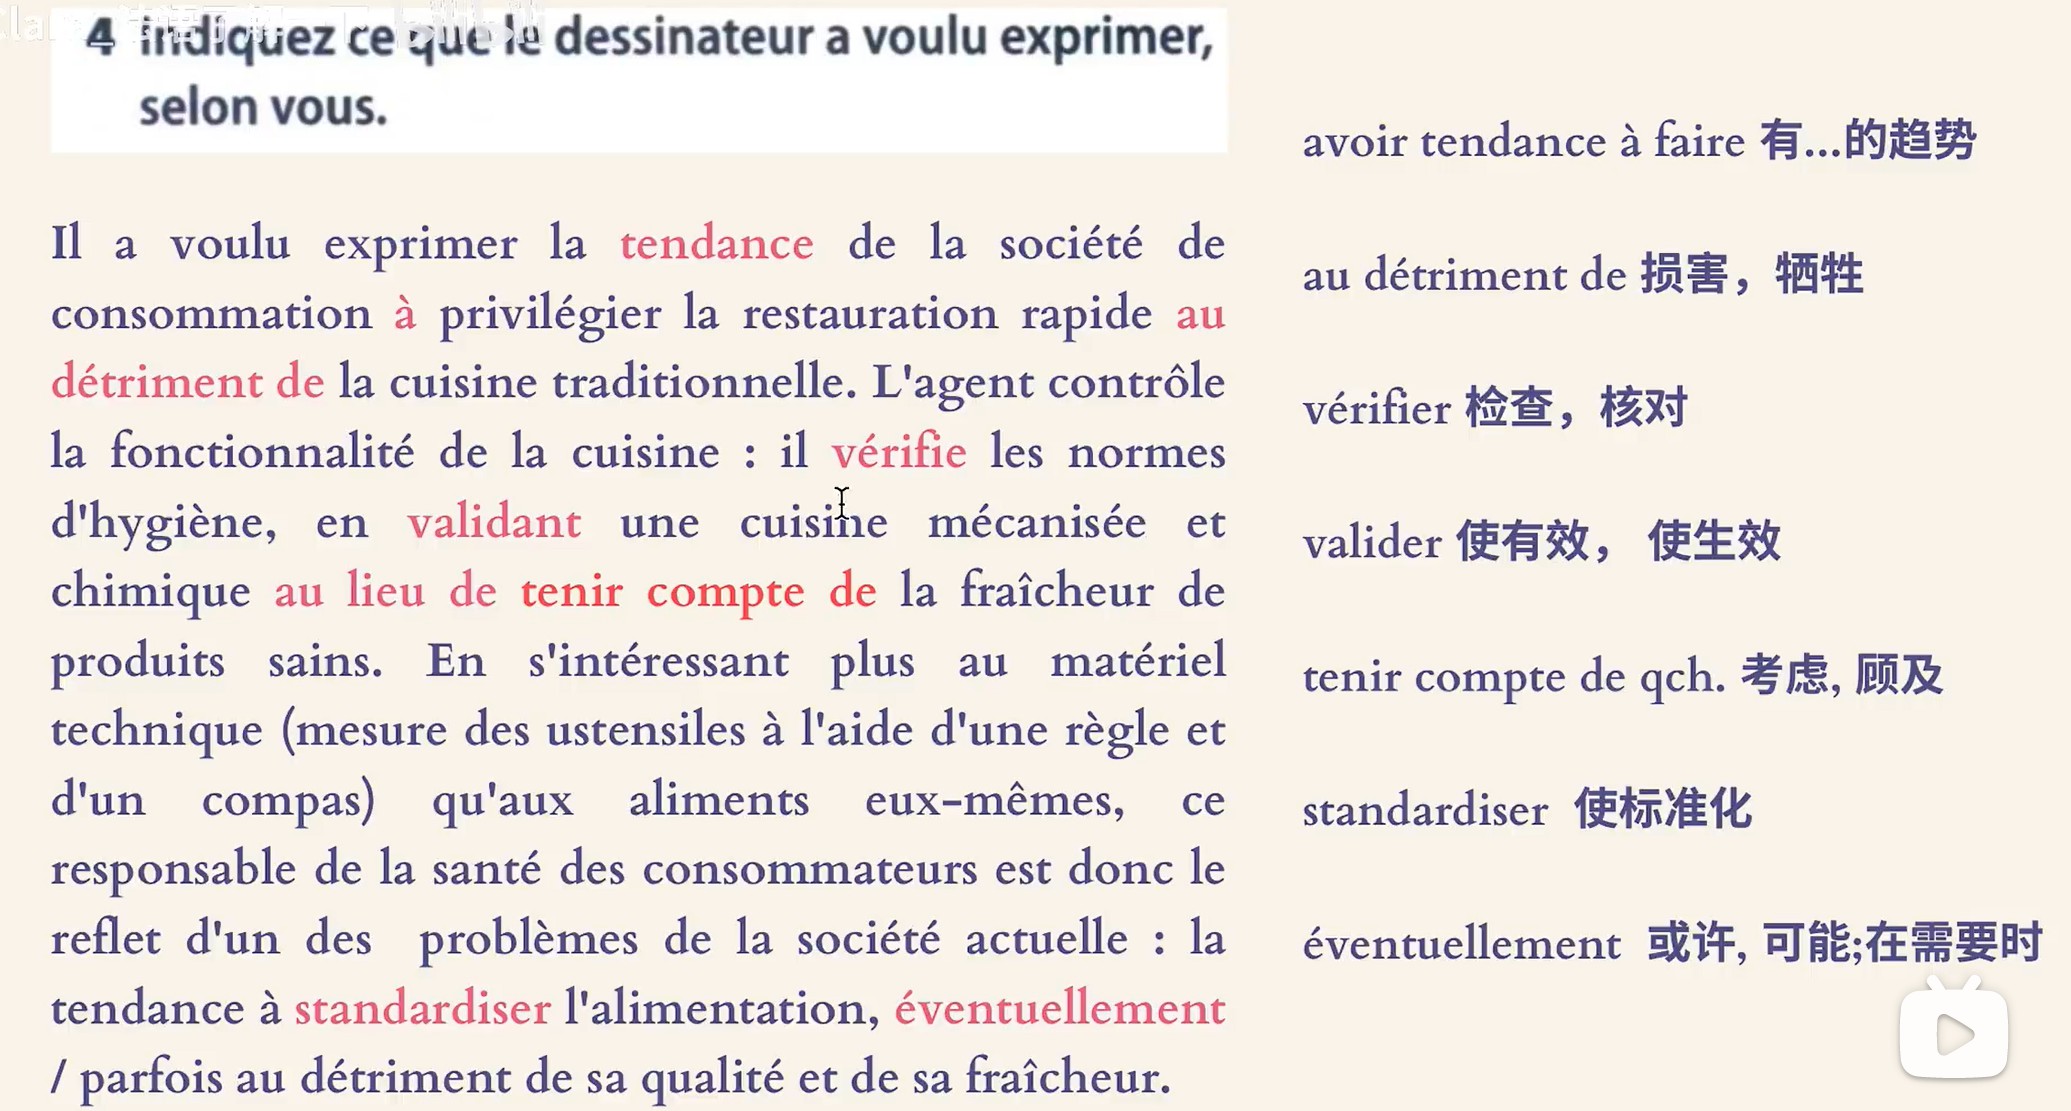 4 Indiquez ce que le dessinateur a voulu exprimer,
selon vous.
Il a voulu exprimer la tendance de la société de
consommation à privilégier la restauration rapide au
détriment de la cuisine traditionnelle. L'agent contrôle
la fonctionnalité de la cuisine : il vérifie les normes
d'hygiène, en validant une cuisine mécanisée et
chimique au lieu de tenir compte de la fraîcheur de
produits sains. En s'intéressant plus au matériel
technique (mesure des ustensiles à l'aide d'une règle et
d'un compas) qu'aux aliments eux-mêmes, ce
responsable de la santé des consommateurs est donc le
reflet d'un des problèmes de la société actuelle : la
tendance à standardiser l'alimentation, éventuellement
/ parfois au détriment de sa qualité et de sa fraîcheur.
avoir tendance à faire 有...的趋势
au détriment de 损害，牺牲
vérifier 检查，核对
valider 使有效， 使生效
tenir compte de qch. 考虑, 顾及
standardiser 使标准化
éventuellement 或许, 可能;在需要时